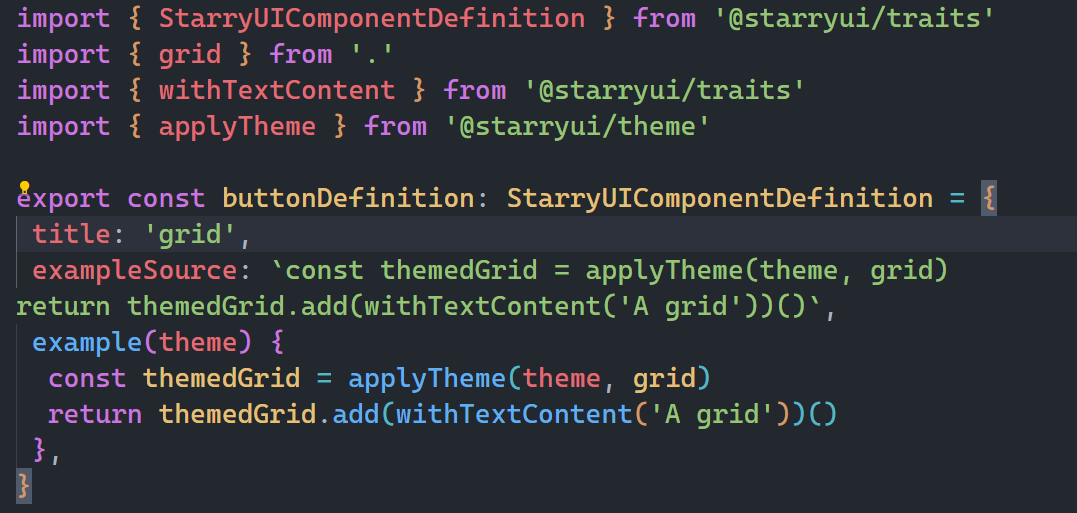 import { StarryUIComponentDefinition } from '@starryui/traits'
import { grid } from '.'
import { withTextContent } from '@starryui/traits'
import { applyTheme } from '@starryui/theme'
export const buttonDefinition: StarryUIComponentDefinition = {
title: 'grid',
exampleSource: `const themedGrid = applyTheme(theme, grid)
return themedGrid.add(withTextContent('A grid'))()`,
example(theme) {
const themedGrid = applyTheme(theme, grid)
return themedGrid.add(withTextContent('A grid'))()
},
}